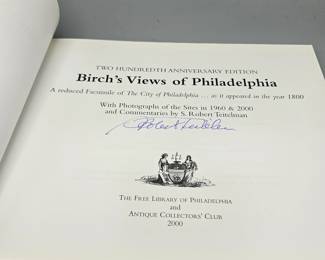 TWO HUNDREDTH ANNIVERSARY EDITION
Birch's Views of Philadelphia
A reduced Facsimile of The City of Philadelphia . . . as it appeared in the year 1800
With Photographs of the Sites in 1960 & 2000
and Commentaries by S. Robert Teitelman
S Robert Teitelman
THE FREE LIBRARY OF PHILADELPHIA
and
ANTIQUE COLLECTORS' CLUB
2000